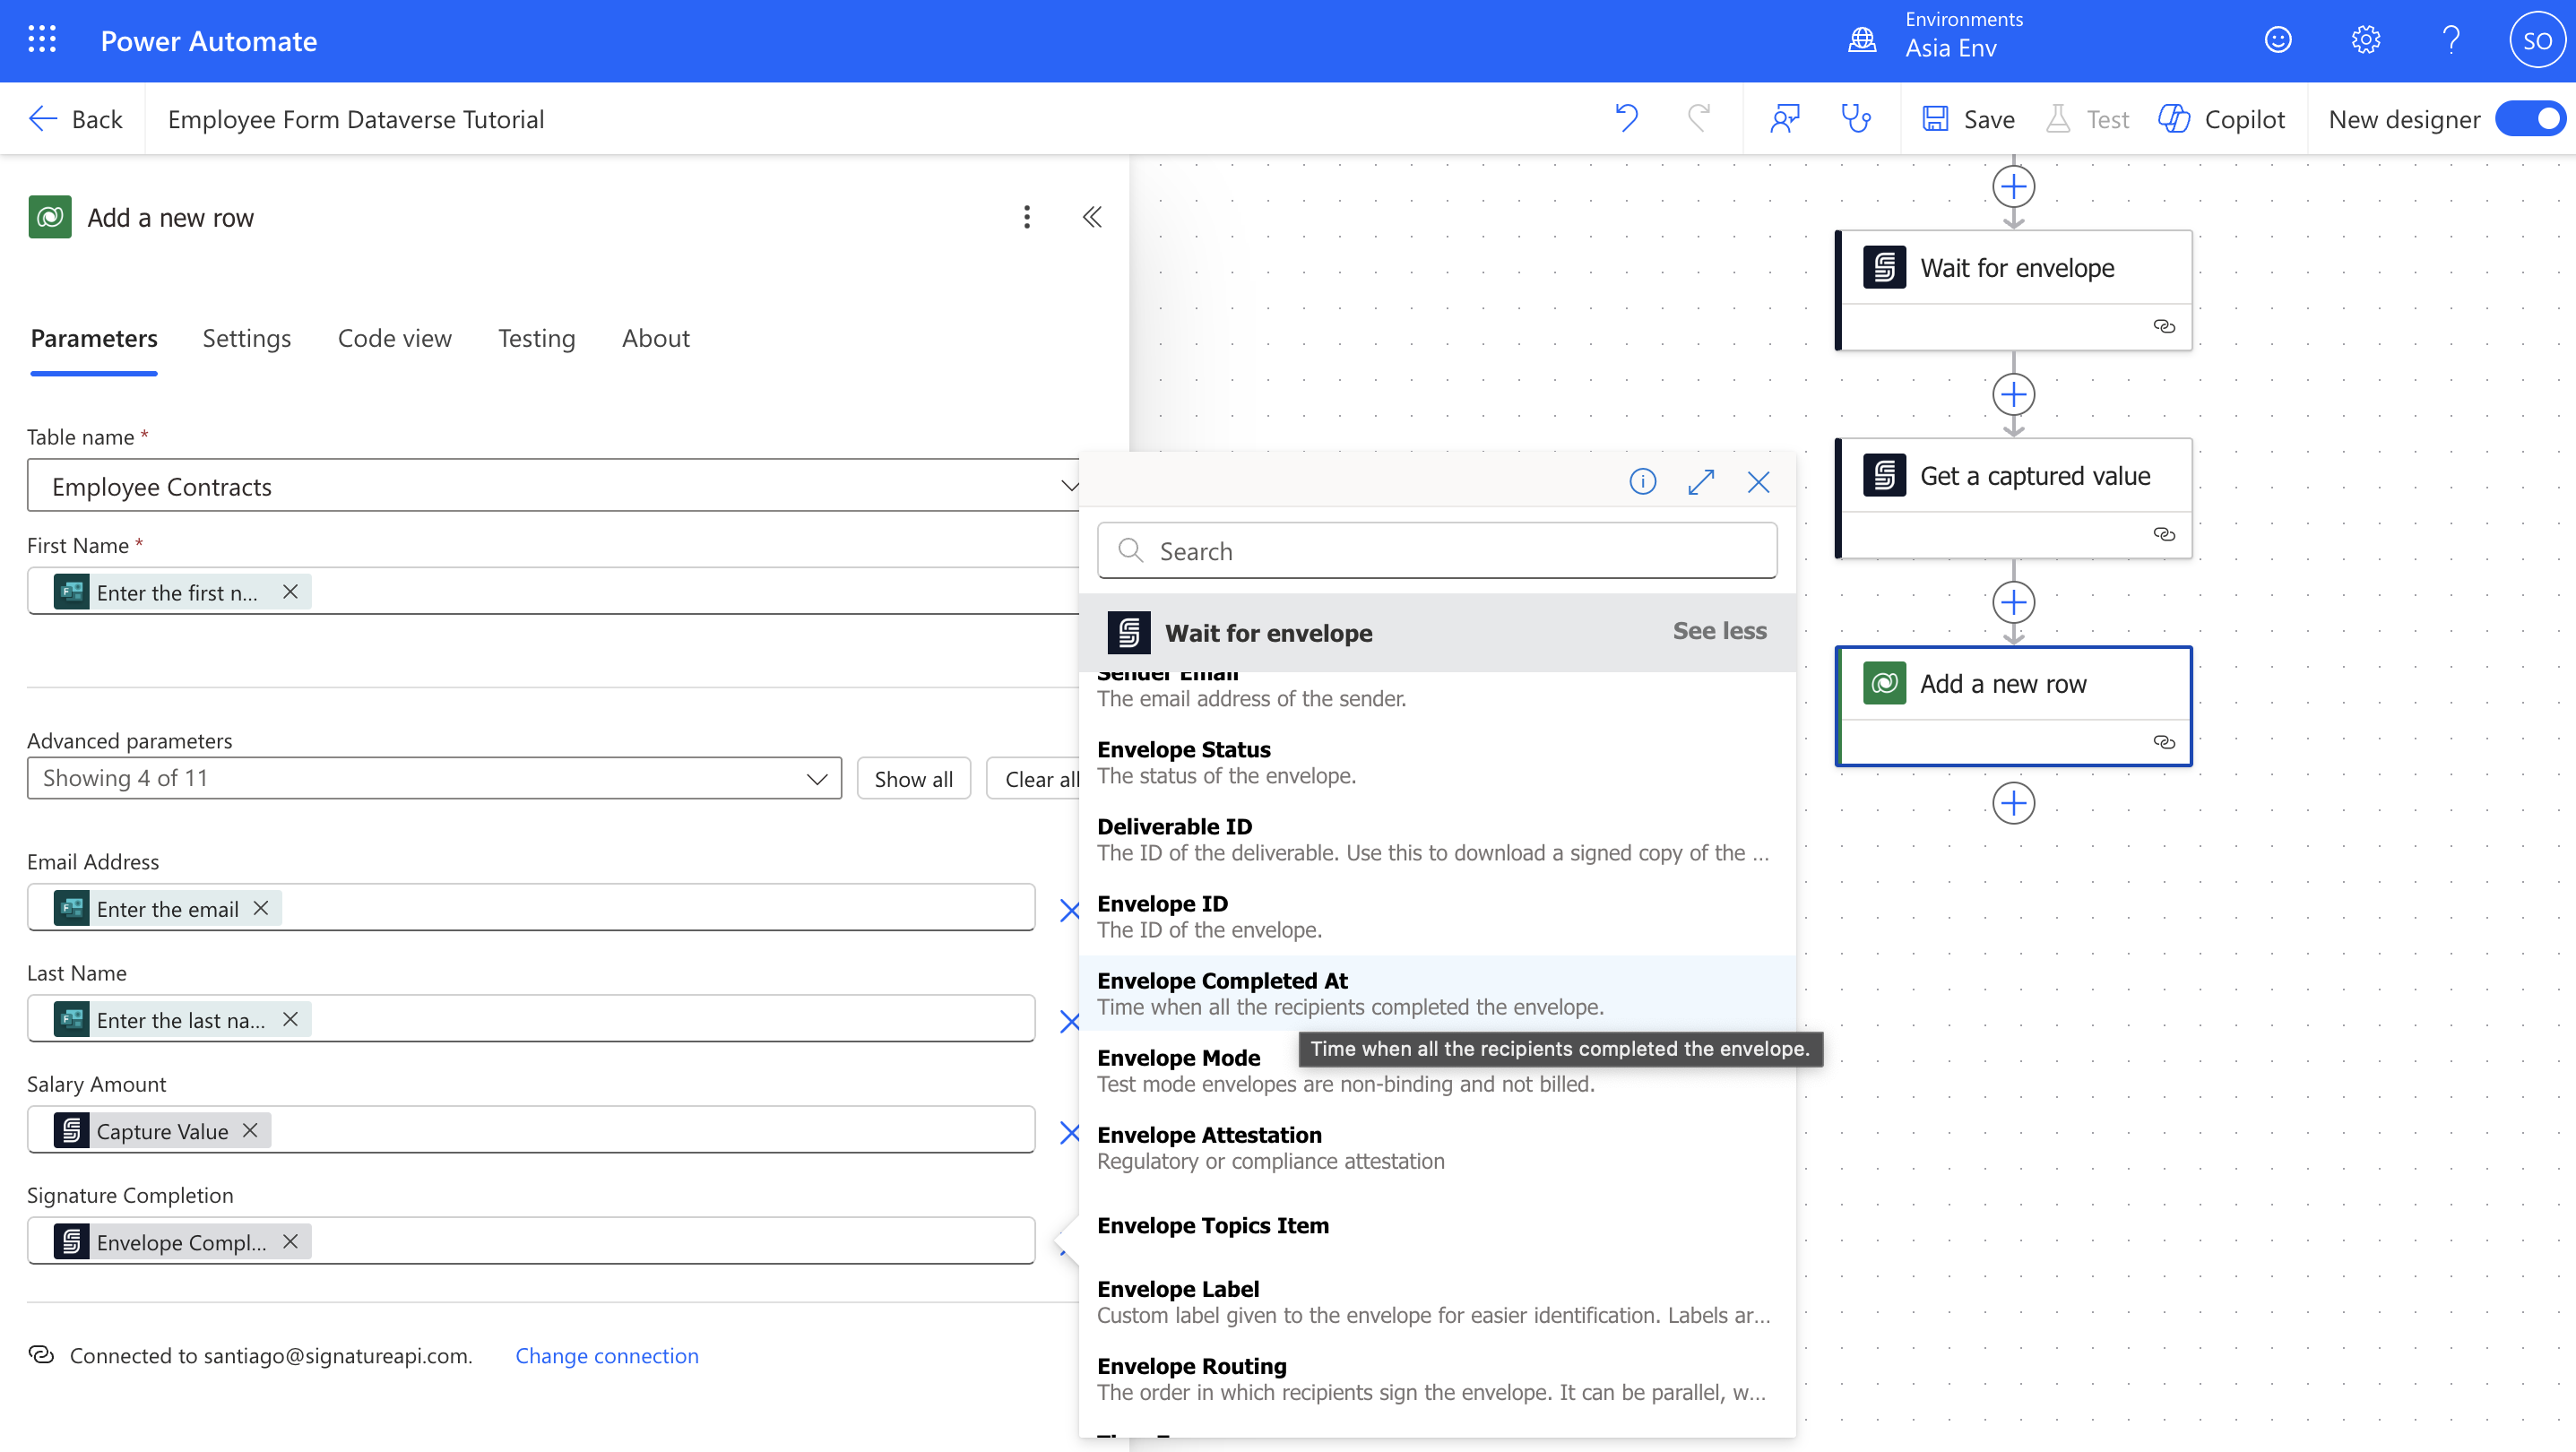 Power Automate
Environments
Asia Env
SO
Back
Employee Form Dataverse Tutorial
Save
Test
Copilot
New designer
Add a new row
Parameters
Settings
Code view
Testing
About
Table name *
Employee Contracts
First Name *
Enter the first n...
Advanced parameters
Showing 4 of 11
Show all
Clear all
Email Address
Enter the email
Last Name
Enter the last na...
Salary Amount
Capture Value
Signature Completion
Envelope Compl...
Connected to santiago@signatureapi.com.
Change connection
Search
Wait for envelope
See less
Sender Email
The email address of the sender.
Envelope Status
The status of the envelope.
Deliverable ID
The ID of the deliverable. Use this to download a signed copy of the ...
Envelope ID
The ID of the envelope.
Envelope Completed At
Time when all the recipients completed the envelope.
Time when all the recipients completed the envelope.
Envelope Mode
Test mode envelopes are non-binding and not billed.
Envelope Attestation
Regulatory or compliance attestation
Envelope Topics Item
Envelope Label
Custom label given to the envelope for easier identification. Labels ar...
Envelope Routing
The order in which recipients sign the envelope. It can be parallel, w...
Wait for envelope
Get a captured value
Add a new row